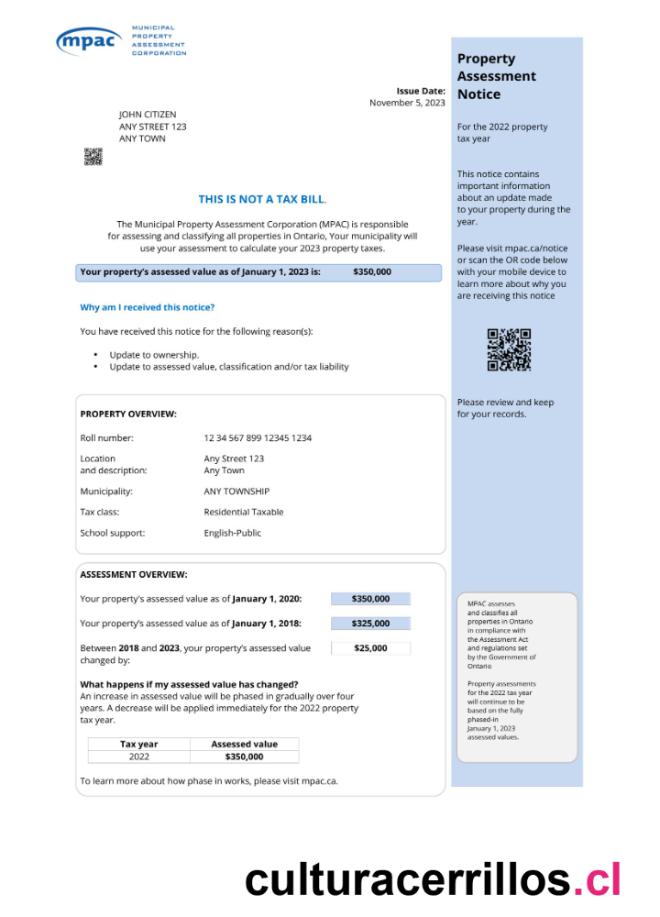 mpac
MUNICIPAL
PROPERTY
ASSESSMENT
CORPORATION
Issue Date:
November 5, 2023
JOHN CITIZEN
ANY STREET 123
ANY TOWN
THIS IS NOT A TAX BILL.
The Municipal Property Assessment Corporation (MPAC) is responsible
for assessing and classifying all properties in Ontario, Your municipality will
use your assessment to calculate your 2023 property taxes.
Your property's assessed value as of January 1, 2023 is: $350,000
Why am I received this notice?
You have received this notice for the following reason(s):
• Update to ownership.
• Update to assessed value, classification and/or tax liability
PROPERTY OVERVIEW:
Roll number: 12 34 567 899 12345 1234
Location Any Street 123
and description: Any Town
Municipality: ANY TOWNSHIP
Tax class: Residential Taxable
School support: English-Public
ASSESSMENT OVERVIEW:
Your property's assessed value as of January 1, 2020: $350,000
Your property's assessed value as of January 1, 2018: $325,000
Between 2018 and 2023, your property's assessed value $25,000
changed by:
What happens if my assessed value has changed?
An increase in assessed value will be phased in gradually over four
years. A decrease will be applied immediately for the 2022 property
tax year.
Tax year Assessed value
2022 $350,000
To learn more about how phase in works, please visit mpac.ca.
Property
Assessment
Notice
For the 2022 property
tax year
This notice contains
important information
about an update made
to your property during the
year.
Please visit mpac.ca/notice
or scan the OR code below
with your mobile device to
learn more about why you
are receiving this notice
Please review and keep
for your records.
MPAC assesses
and classifies all
properties in Ontario
in compliance with
the Assessment Act
and regulations set
by the Government of
Ontario
Property assessments
for the 2022 tax year
will continue to be
based on the fully
phased-in
January 1, 2023
assessed values.
culturacerrillos.cl